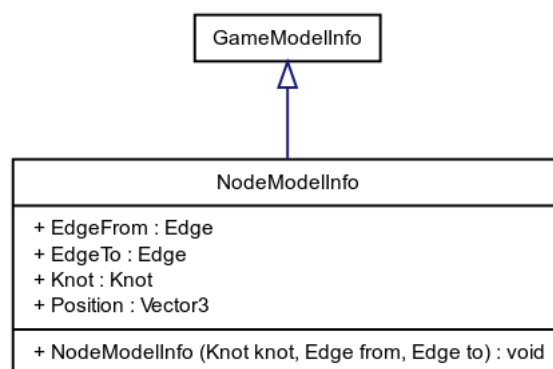 GameModelInfo
NodeModelInfo
+ EdgeFrom : Edge
+ EdgeTo : Edge
+ Knot : Knot
+ Position : Vector3
+ NodeModelInfo (Knot knot, Edge from, Edge to) : void